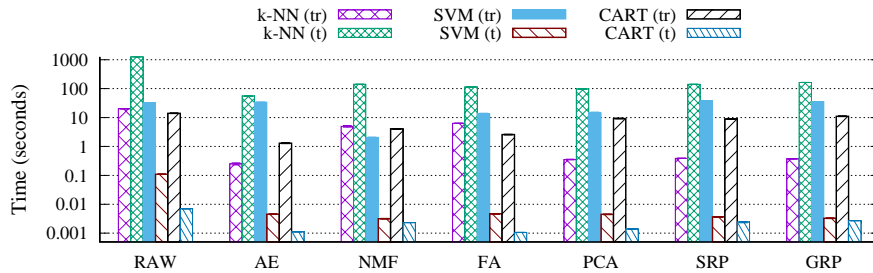 k-NN (tr) SVM (tr) CART (tr)
k-NN (t) SVM (t) CART (t)
Time (seconds)
1000
100
10
1
0.1
0.01
0.001
RAW AE NMF FA PCA SRP GRP